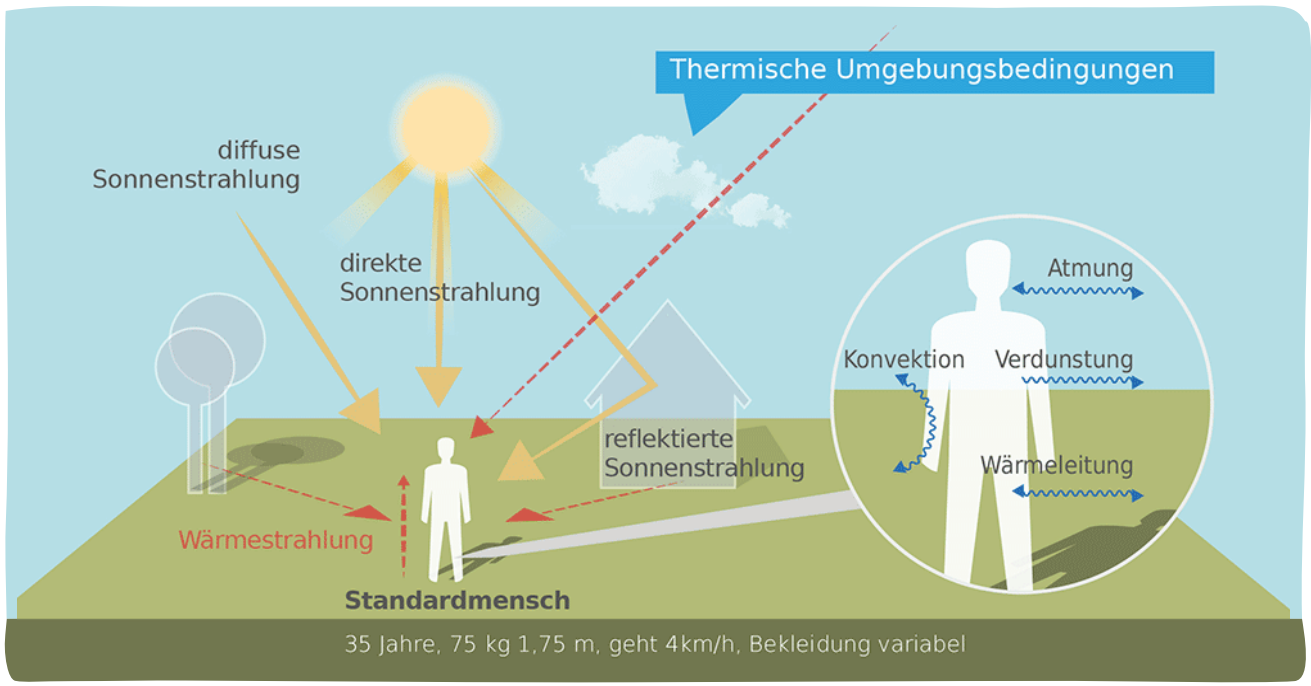 Thermische Umgebungsbedingungen
diffuse
Sonnenstrahlung
direkte
Sonnenstrahlung
Atmung
Konvektion
Verdunstung
reflektierte
Sonnenstrahlung
Wärmeleitung
Wärmestrahlung
Standardmensch
35 Jahre, 75 kg 1,75 m, geht 4km/h, Bekleidung variabel